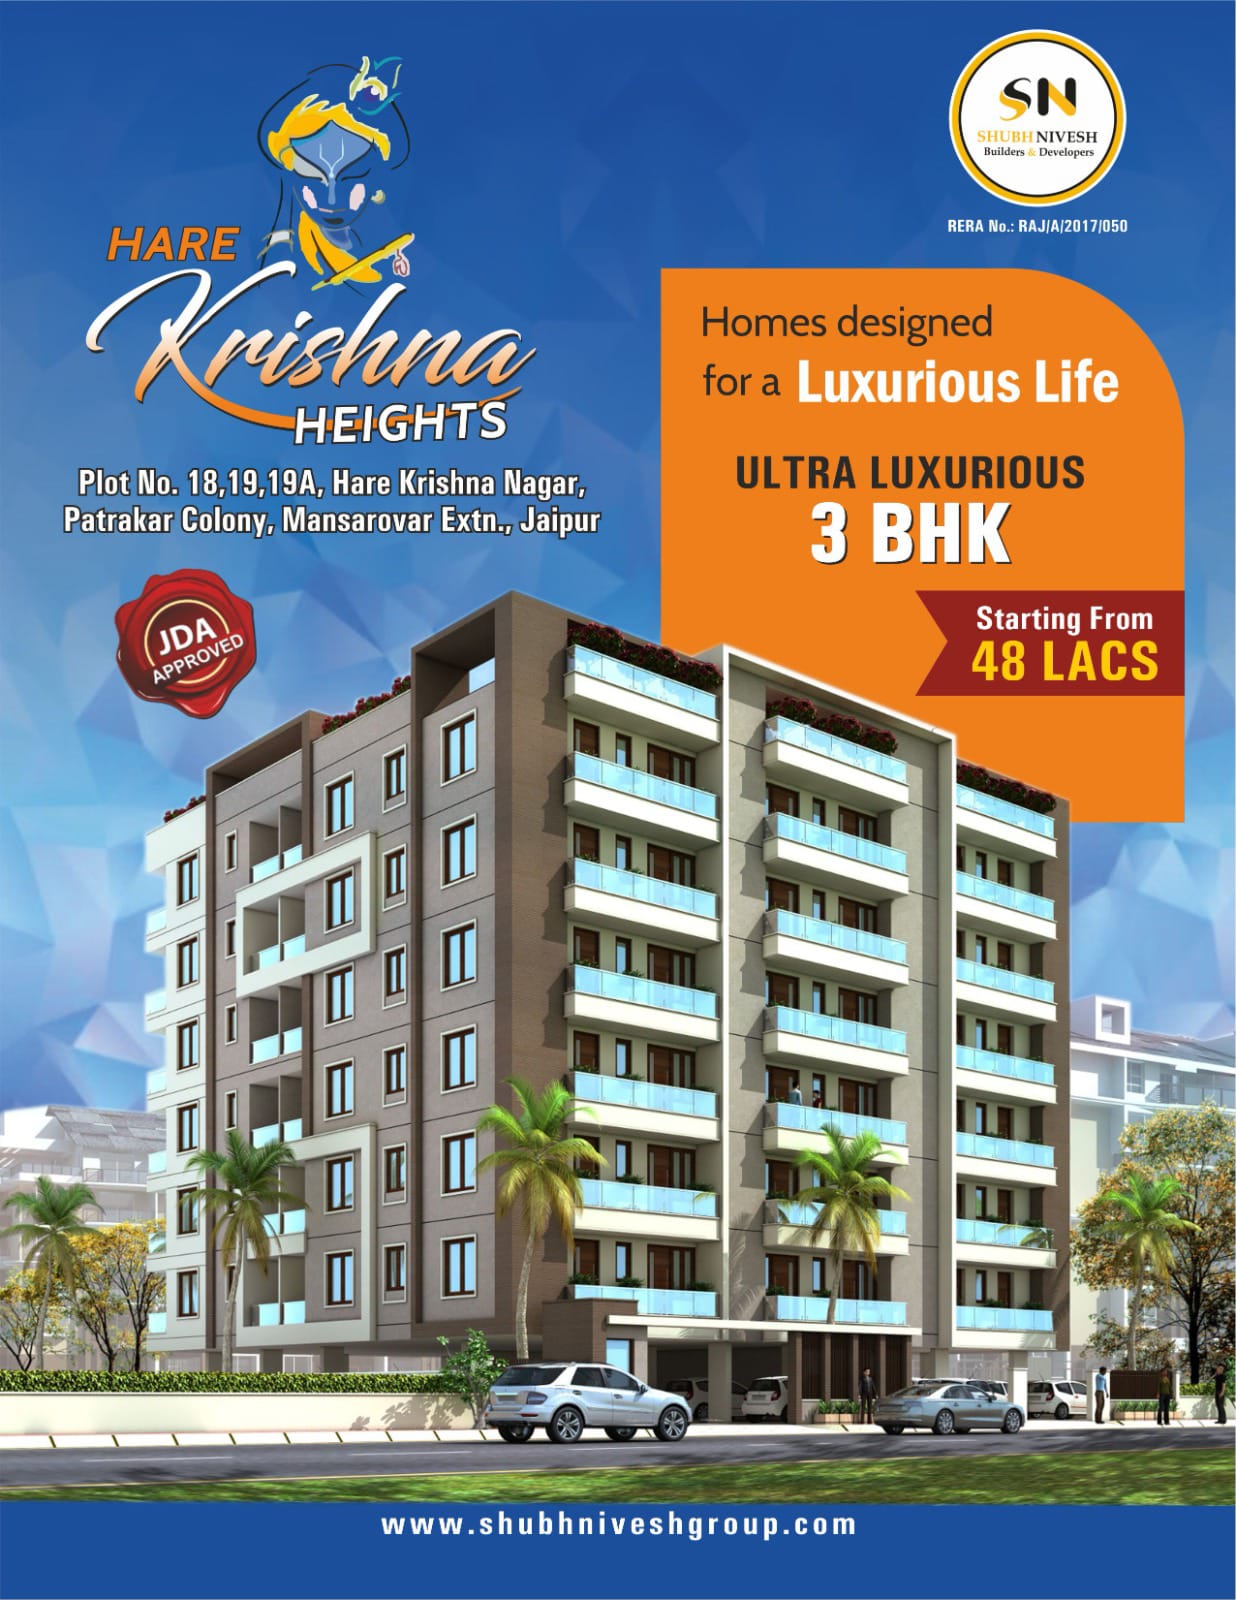 SN
SHUBH NIVESH
Builders & Developers
RERA No.: RAJ/A/2017/050
HARE
Krishna
HEIGHTS
Plot No. 18,19,19A, Hare Krishna Nagar,
Patrakar Colony, Mansarovar Extn., Jaipur
JDA
APPROVED
Homes designed
for a Luxurious Life
ULTRA LUXURIOUS
3 BHK
Starting From
48 LACS
www.shubhniveshgroup.com